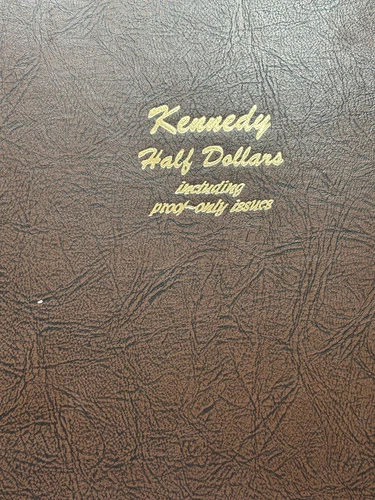 Kennedy
Half Dollars
including
proof-only issues